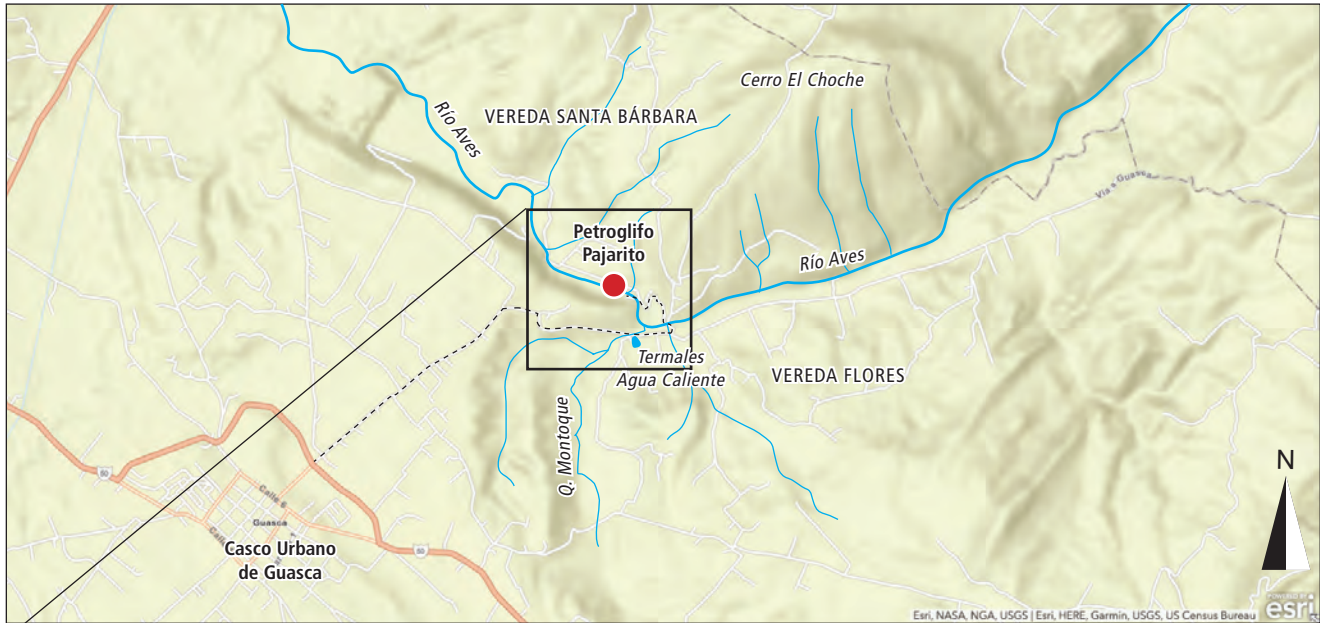 Cerro El Choche
Río Aves
VEREDA SANTA BÁRBARA
Vía a Guasca
Petroglifo
Pajarito
Río Aves
Termales
Agua Caliente
VEREDA FLORES
Q. Montoque
N
50
Calle 6
Guasca
Casco Urbano
de Guasca
50
POWERED BY
esri
Esri, NASA, NGA, USGS | Esri, HERE, Garmin, USGS, US Census Bureau